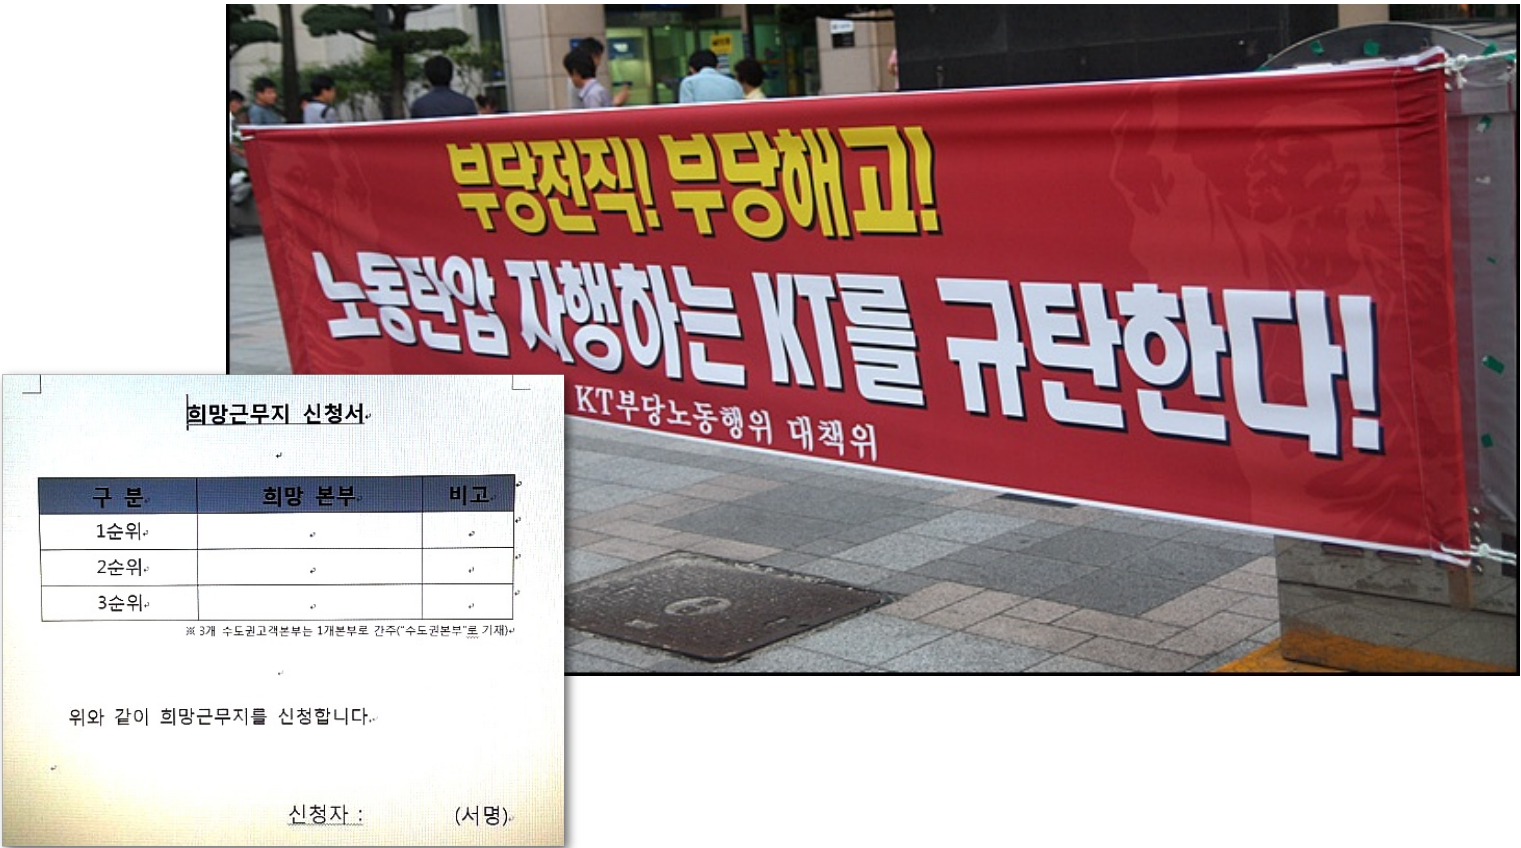 부당전직! 부당해고!
노동탄압 자행하는 KT를 규탄한다!
KT부당노동행위 대책위
희망근무지 신청서
구 분 희망 본부 비고
1순위
2순위
3순위
※ 3개 수도권고객본부는 1개본부로 간주("수도권본부"로 기재)
위와 같이 희망근무지를 신청합니다.
신청자 : (서명)